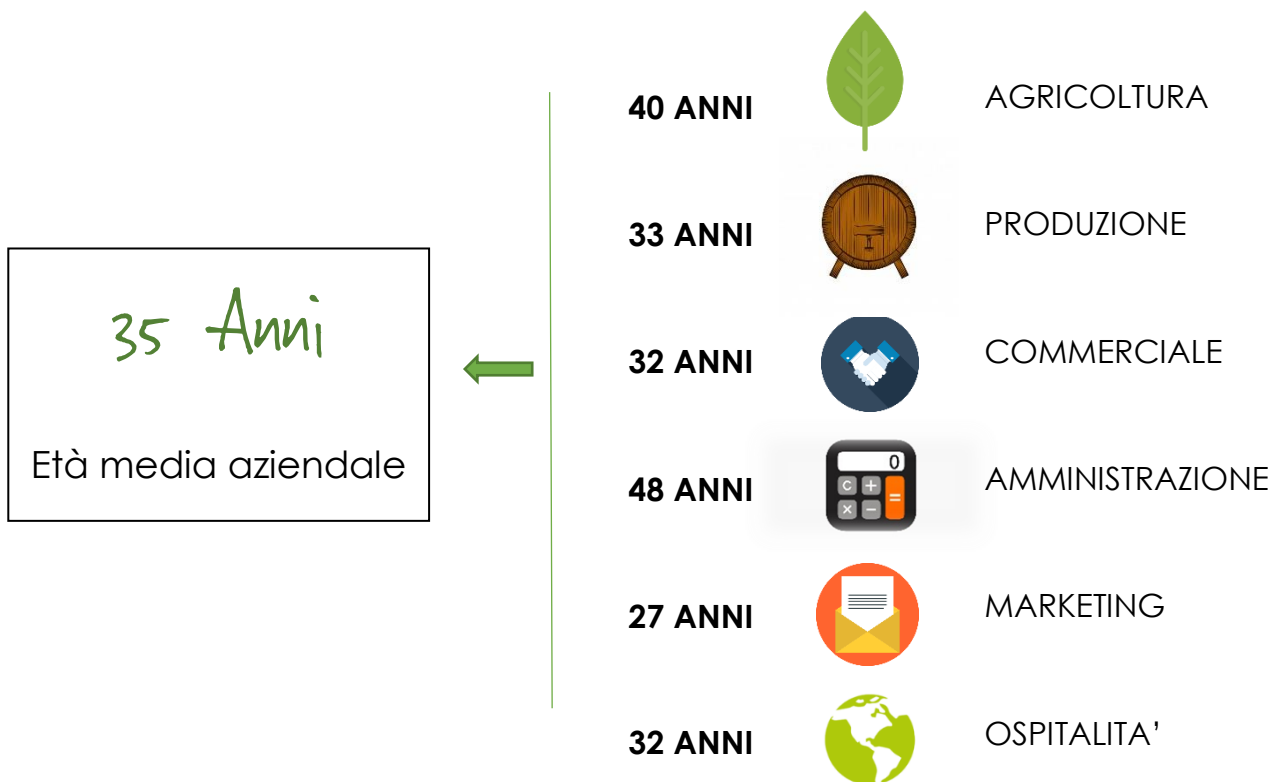 35 Anni
Età media aziendale
40 ANNI AGRICOLTURA
33 ANNI PRODUZIONE
32 ANNI COMMERCIALE
48 ANNI 0 C + × − = AMMINISTRAZIONE
27 ANNI MARKETING
32 ANNI OSPITALITA’